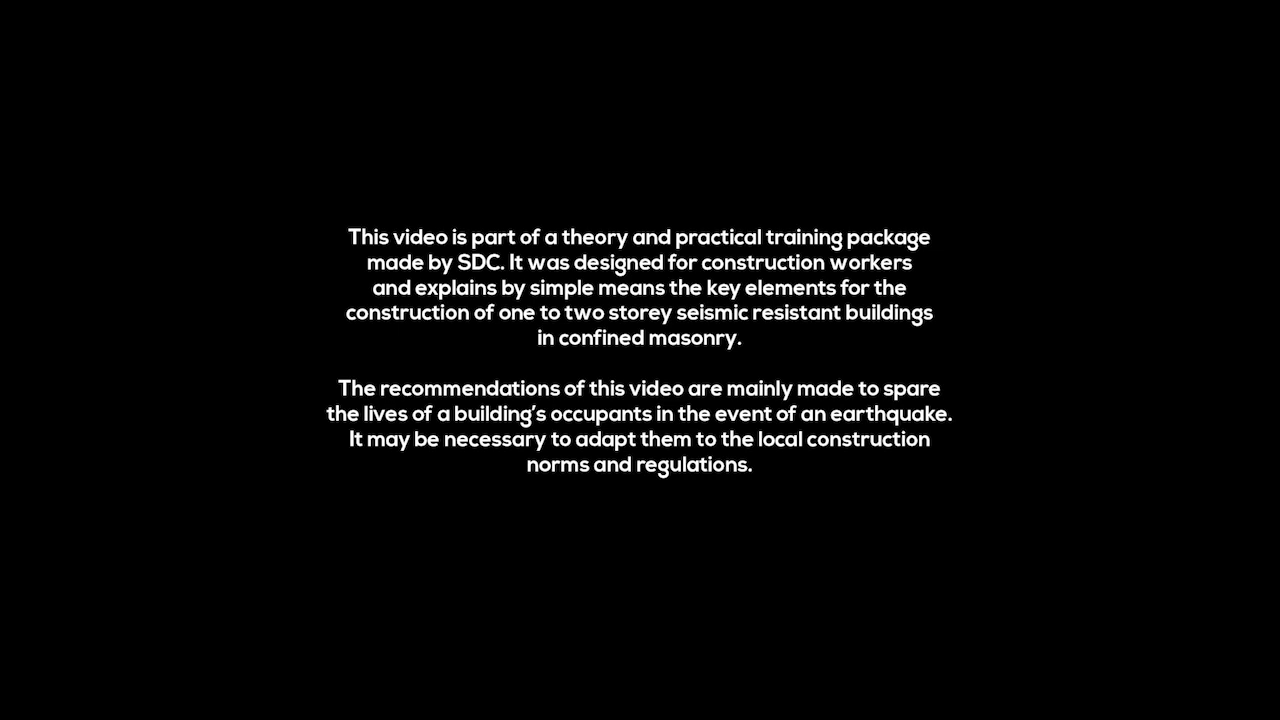 This video is part of a theory and practical training package
made by SDC. It was designed for construction workers
and explains by simple means the key elements for the
construction of one to two storey seismic resistant buildings
in confined masonry.
The recommendations of this video are mainly made to spare
the lives of a building’s occupants in the event of an earthquake.
It may be necessary to adapt them to the local construction
norms and regulations.